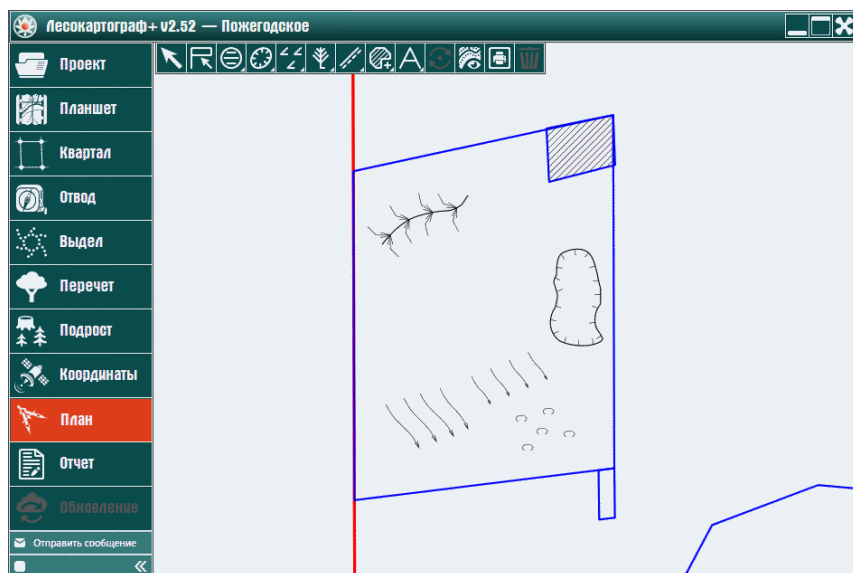 Лесокартограф+ v2.52 — Пожегодское
Проект
Планшет
Квартал
Отвод
Выдел
Перечет
Подрост
Координаты
План
Отчет
Обновление
Отправить сообщение